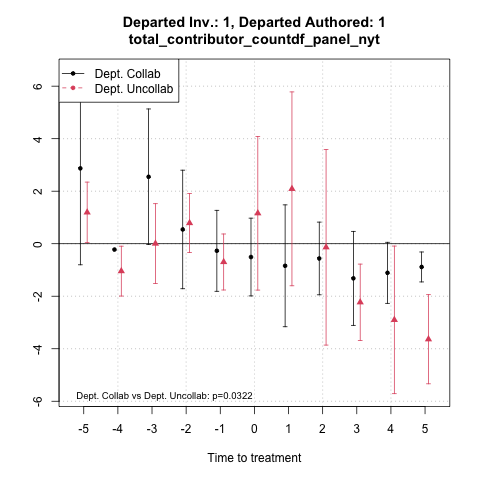 Departed Inv.: 1, Departed Authored: 1
total_contributor_countdf_panel_nyt
Dept. Collab
Dept. Uncollab
6
4
2
0
-2
-4
-6
Dept. Collab vs Dept. Uncollab: p=0.0322
-5 -4 -3 -2 -1 0 1 2 3 4 5
Time to treatment